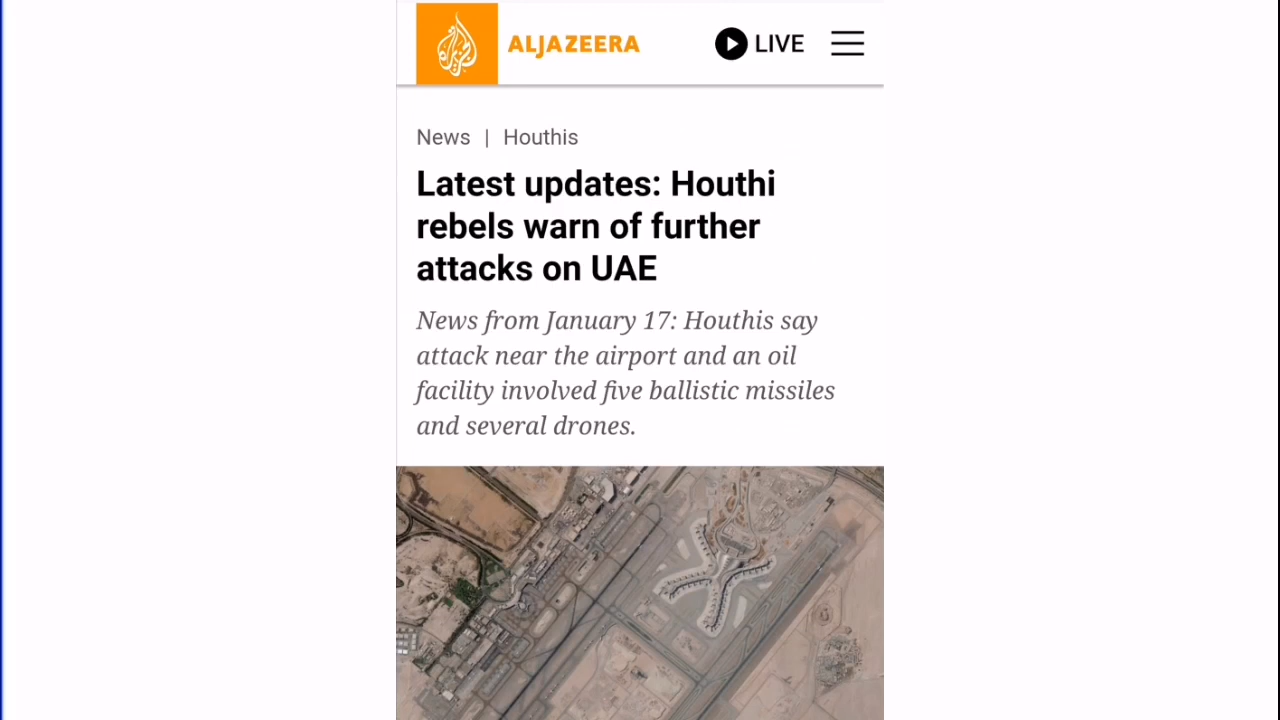 ALJAZEERA
LIVE
News | Houthis
Latest updates: Houthi
rebels warn of further
attacks on UAE
News from January 17: Houthis say
attack near the airport and an oil
facility involved five ballistic missiles
and several drones.